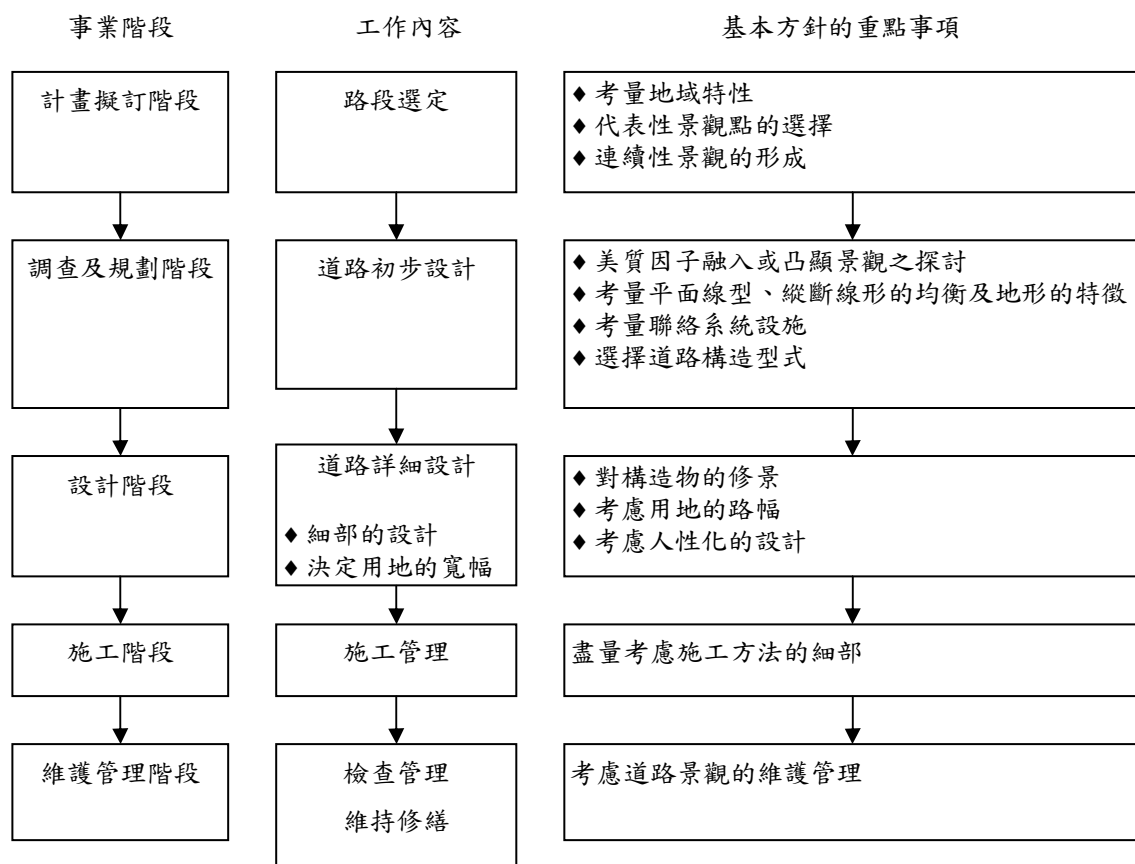 事業階段 工作內容 基本方針的重點事項
計畫擬訂階段
路段選定
♦考量地域特性
♦代表性景觀點的選擇
♦連續性景觀的形成
調查及規劃階段
道路初步設計
♦美質因子融入或凸顯景觀之探討
♦考量平面線型、縱斷線形的均衡及地形的特徵
♦考量聯絡系統設施
♦選擇道路構造型式
設計階段
道路詳細設計
♦細部的設計
♦決定用地的寬幅
♦對構造物的修景
♦考慮用地的路幅
♦考慮人性化的設計
施工階段
施工管理
盡量考慮施工方法的細部
維護管理階段
檢查管理
維持修繕
考慮道路景觀的維護管理